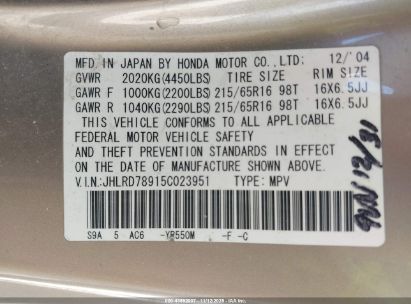 MFD. IN JAPAN BY HONDA MOTOR CO.,LTD: 12/'04
GVWR 2020KG(4450LBS) TIRE SIZE RIM SIZE
GAWR F 1000KG(2200LBS) 215/65R16 98T 16X6.5JJ
GAWR R 1040KG(2290LBS) 215/65R16 98T 16X6.5JJ
THIS VEHICLE CONFORMS TO ALL APPLICABLE
FEDERAL MOTOR VEHICLE SAFETY
AND THEFT PREVENTION STANDARDS IN EFFECT
ON THE DATE OF MANUFACTURE SHOWN ABOVE.
V.I.N:JHLRD78915C023951 TYPE: MPV
S9A 5 AC6 -YR550M -F -C
12/31